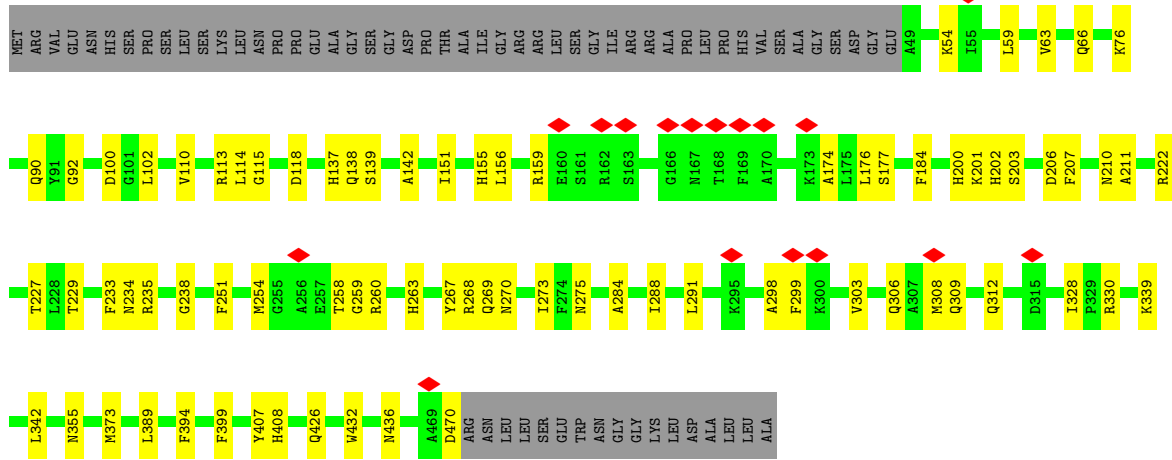 MET ARG VAL GLU ASN HIS SER PRO SER LEU SER LYS LEU ASN PRO PRO GLU ALA GLY SER GLY ASP PRO THR ALA ILE GLY ARG ARG LEU SER GLY ILE ARG ARG ALA PRO LEU PRO HIS VAL SER ALA GLY SER ASP GLY GLU A49 K54 I55 L59 V63 Q66 K76
Q90 Y91 G92 D100 G101 L102 V110 R113 L114 G115 D118 H137 Q138 S139 A142 I151 H155 L156 R159 E160 S161 R162 S163 G166 N167 T168 F169 A170 K173 A174 L175 L176 S177 F184 H200 K201 H202 S203 D206 F207 N210 A211 R222
T227 L228 T229 F233 N234 R235 G238 F251 M254 G255 A256 E257 T258 G259 R260 H263 Y267 R268 Q269 N270 I273 F274 N275 A284 I288 L291 K295 A298 F299 K300 V303 Q306 A307 M308 Q309 Q312 D315 I328 P329 R330 K339
L342 N355 M373 L389 F394 F399 Y407 H408 Q426 W432 N436 A469 D470 ARG ASN LEU LEU SER GLU TRP ASN GLY GLY LYS LEU ASP ALA LEU LEU ALA